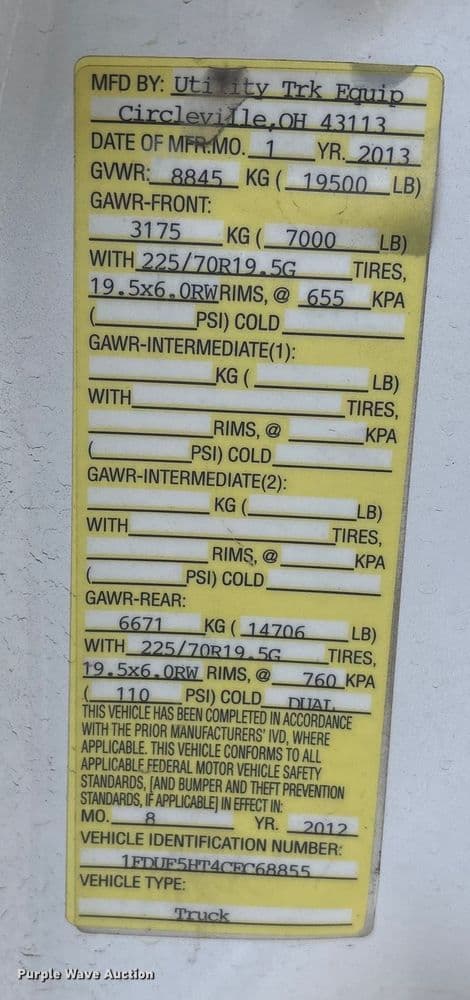 MFD BY: Utility Trk Equip
Circleville,OH 43113
DATE OF MFR:MO. 1 YR. 2013
GVWR: 8845 KG ( 19500 LB)
GAWR-FRONT:
3175 KG ( 7000 LB)
WITH 225/70R19.5G TIRES,
19.5x6.0RW RIMS, @ 655 KPA
( PSI) COLD
GAWR-INTERMEDIATE(1):
KG ( LB)
WITH TIRES,
RIMS, @ KPA
( PSI) COLD
GAWR-INTERMEDIATE(2):
KG ( LB)
WITH TIRES,
RIMS, @ KPA
( PSI) COLD
GAWR-REAR:
6671 KG ( 14706 LB)
WITH 225/70R19.5G TIRES,
19.5x6.0RW RIMS, @ 760 KPA
( 110 PSI) COLD DUAL
THIS VEHICLE HAS BEEN COMPLETED IN ACCORDANCE
WITH THE PRIOR MANUFACTURERS' IVD, WHERE
APPLICABLE. THIS VEHICLE CONFORMS TO ALL
APPLICABLE FEDERAL MOTOR VEHICLE SAFETY
STANDARDS, [AND BUMPER AND THEFT PREVENTION
STANDARDS, IF APPLICABLE] IN EFFECT IN:
MO. 8 YR. 2012
VEHICLE IDENTIFICATION NUMBER:
1FDUF5HT4CEC68855
VEHICLE TYPE:
Truck
Purple Wave Auction